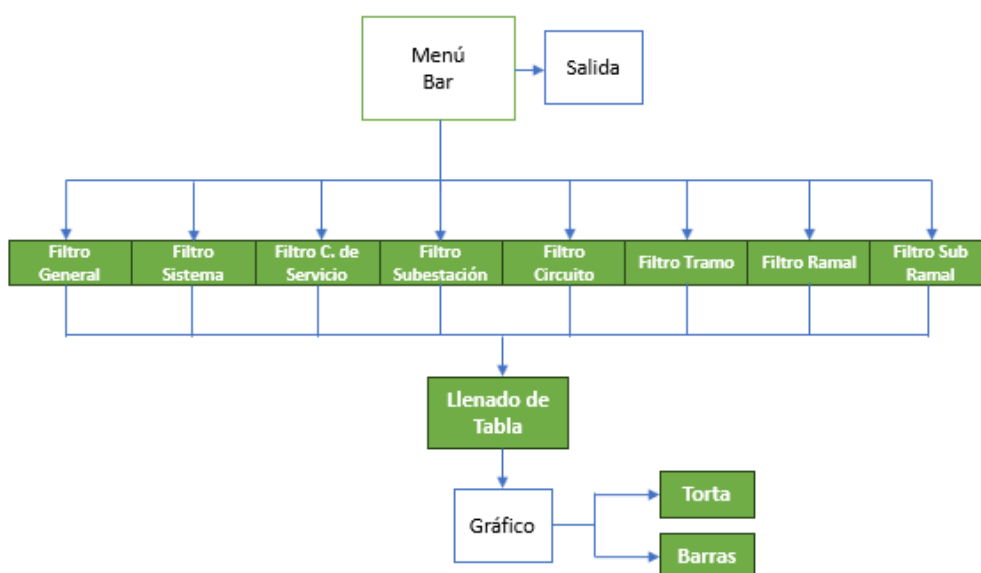 Menú
Bar
Salida
Filtro
General
Filtro
Sistema
Filtro C. de
Servicio
Filtro
Subestación
Filtro
Circuito
Filtro Tramo
Filtro Ramal
Filtro Sub
Ramal
Llenado de
Tabla
Gráfico
Torta
Barras